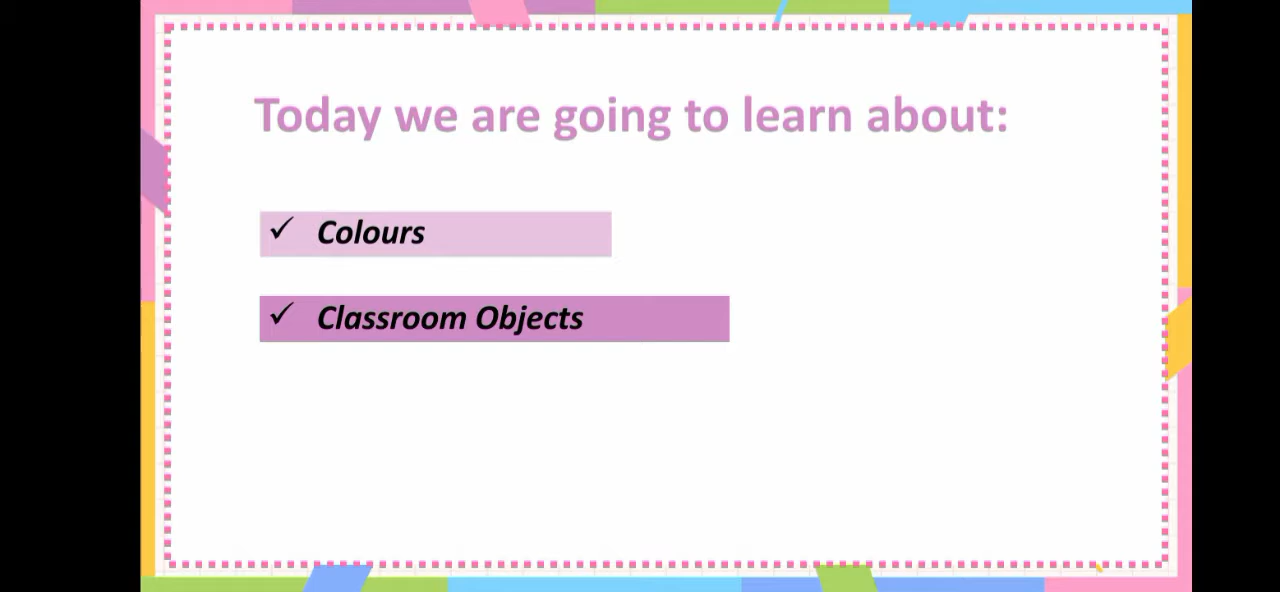 Today we are going to learn about:
✓ Colours
✓ Classroom Objects